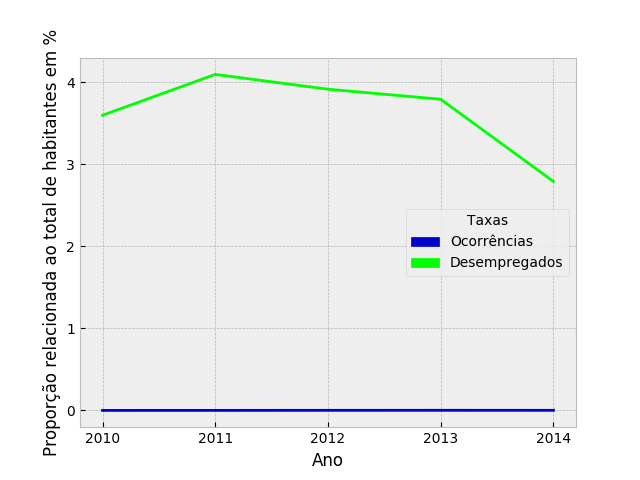 Proporção relacionada ao total de habitantes em %
4
3
2
1
0
Taxas
Ocorrências
Desempregados
2010 2011 2012 2013 2014
Ano